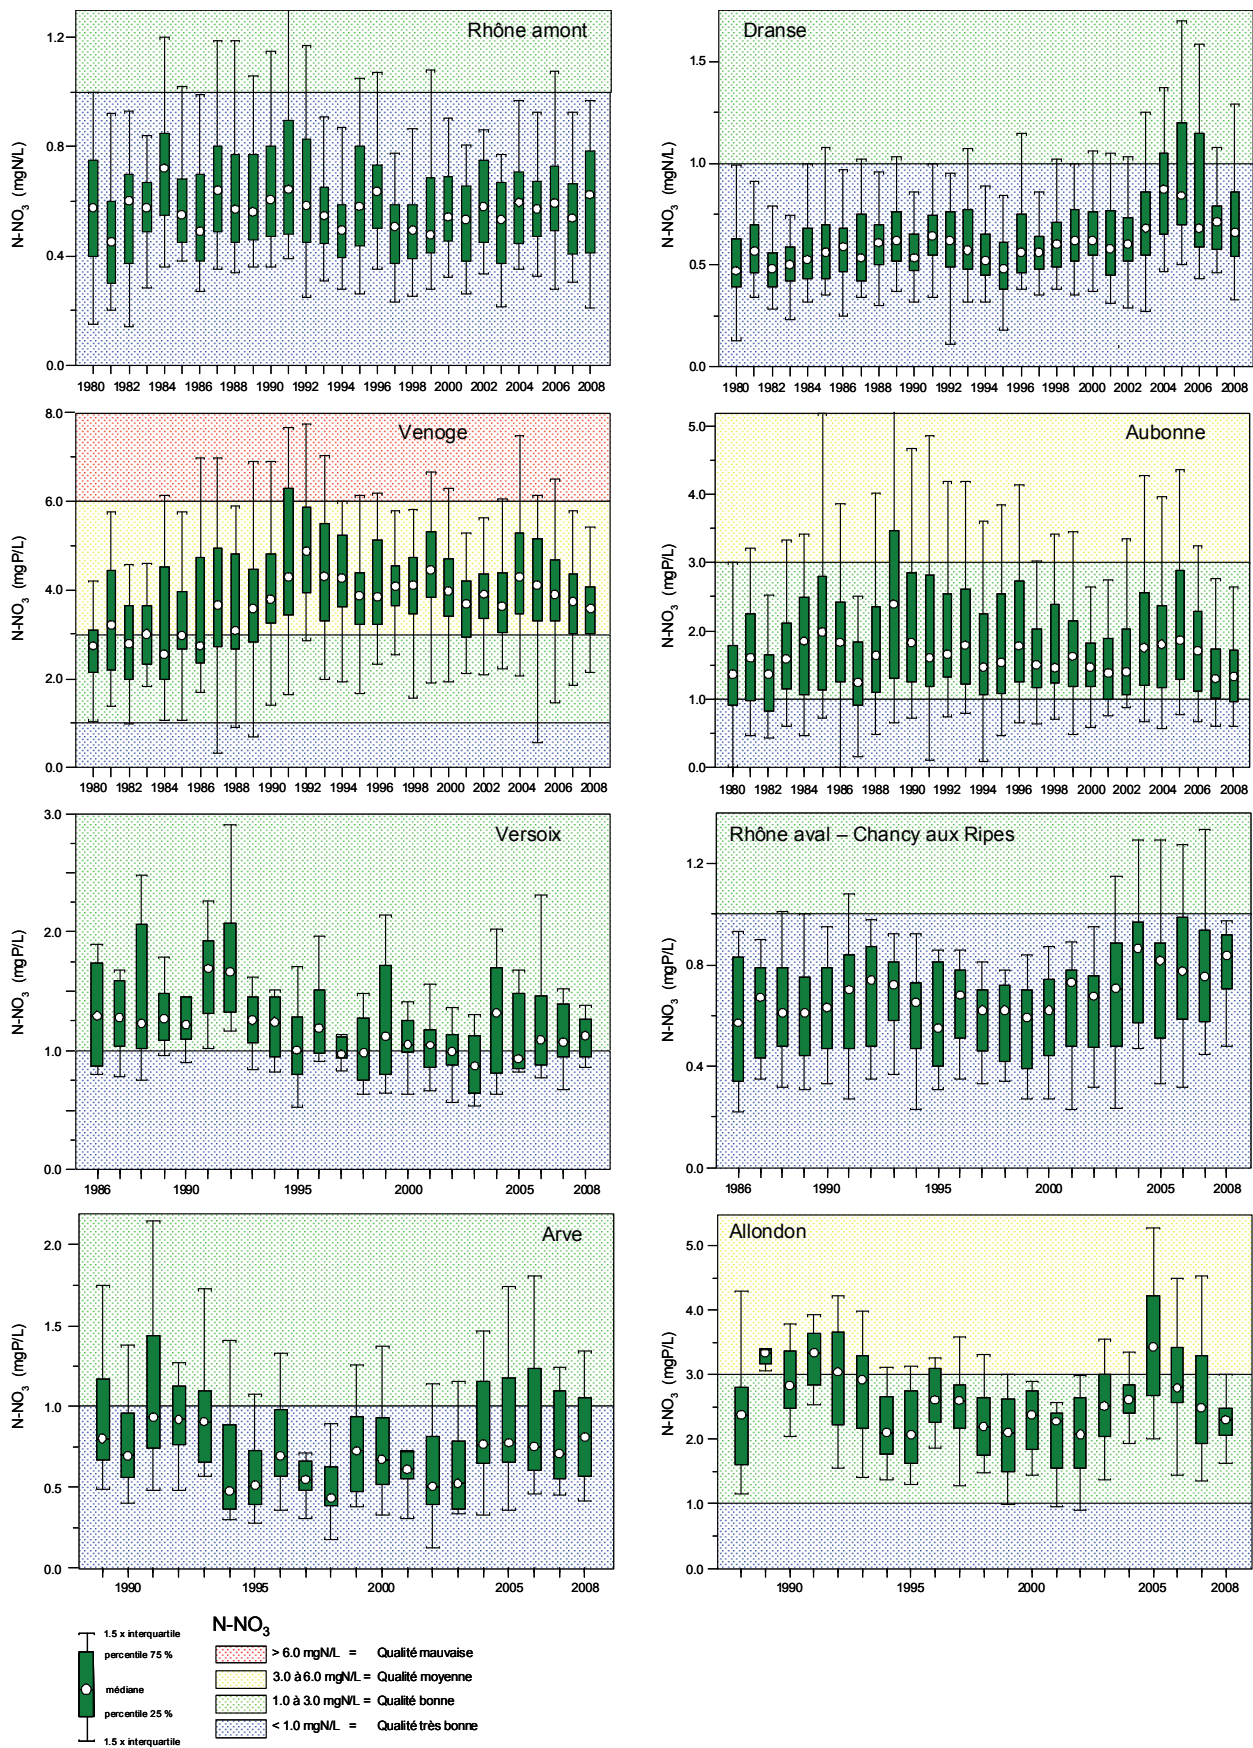 Rhône amont
N-NO3 (mgN/L)
1.2
0.8
0.4
0.0
1980 1982 1984 1986 1988 1990 1992 1994 1996 1998 2000 2002 2004 2006 2008
Dranse
N-NO3 (mgN/L)
1.5
1.0
0.5
0.0
1980 1982 1984 1986 1988 1990 1992 1994 1996 1998 2000 2002 2004 2006 2008
Venoge
N-NO3 (mgP/L)
8.0
6.0
4.0
2.0
0.0
1980 1982 1984 1986 1988 1990 1992 1994 1996 1998 2000 2002 2004 2006 2008
Aubonne
N-NO3 (mgP/L)
5.0
4.0
3.0
2.0
1.0
0.0
1980 1982 1984 1986 1988 1990 1992 1994 1996 1998 2000 2002 2004 2006 2008
Versoix
N-NO3 (mgP/L)
3.0
2.0
1.0
0.0
1986 1990 1995 2000 2005 2008
Rhône aval – Chancy aux Ripes
N-NO3 (mgP/L)
1.2
0.8
0.4
0.0
1986 1990 1995 2000 2005 2008
Arve
N-NO3 (mgP/L)
2.0
1.5
1.0
0.5
0.0
1990 1995 2000 2005 2008
Allondon
N-NO3 (mgP/L)
5.0
4.0
3.0
2.0
1.0
0.0
1990 1995 2000 2005 2008
1.5 x interquartile
percentile 75 %
médiane
percentile 25 %
1.5 x interquartile
N-NO3
> 6.0 mgN/L = Qualité mauvaise
3.0 à 6.0 mgN/L = Qualité moyenne
1.0 à 3.0 mgN/L = Qualité bonne
< 1.0 mgN/L = Qualité très bonne